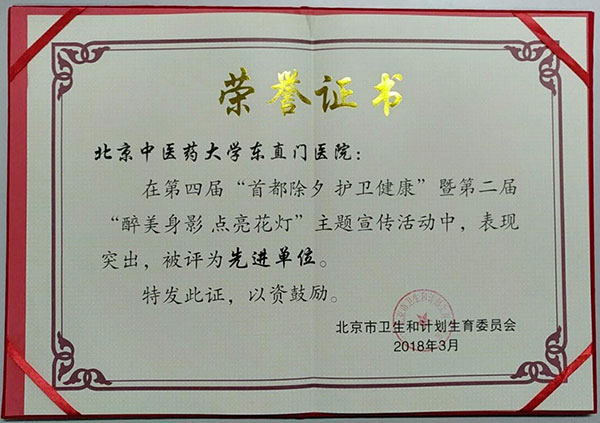 荣誉证书
北京中医药大学东直门医院：
在第四届“首都除夕 护卫健康”暨第二届
“醉美身影 点亮花灯”主题宣传活动中，表现
突出，被评为先进单位。
特发此证，以资鼓励。
北京市卫生和计划生育委员会
2018年3月